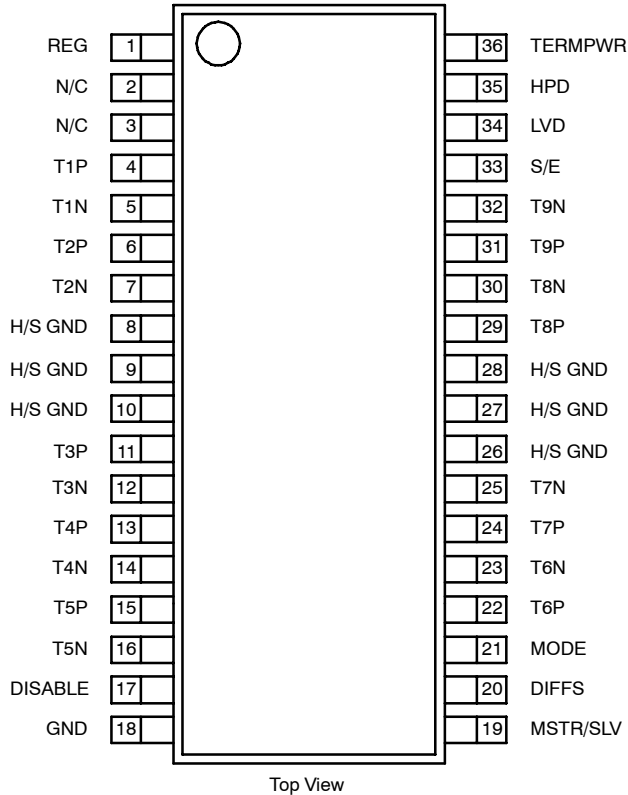 REG 1 36 TERMPWR
N/C 2 35 HPD
N/C 3 34 LVD
T1P 4 33 S/E
T1N 5 32 T9N
T2P 6 31 T9P
T2N 7 30 T8N
H/S GND 8 29 T8P
H/S GND 9 28 H/S GND
H/S GND 10 27 H/S GND
T3P 11 26 H/S GND
T3N 12 25 T7N
T4P 13 24 T7P
T4N 14 23 T6N
T5P 15 22 T6P
T5N 16 21 MODE
DISABLE 17 20 DIFFS
GND 18 19 MSTR/SLV
Top View